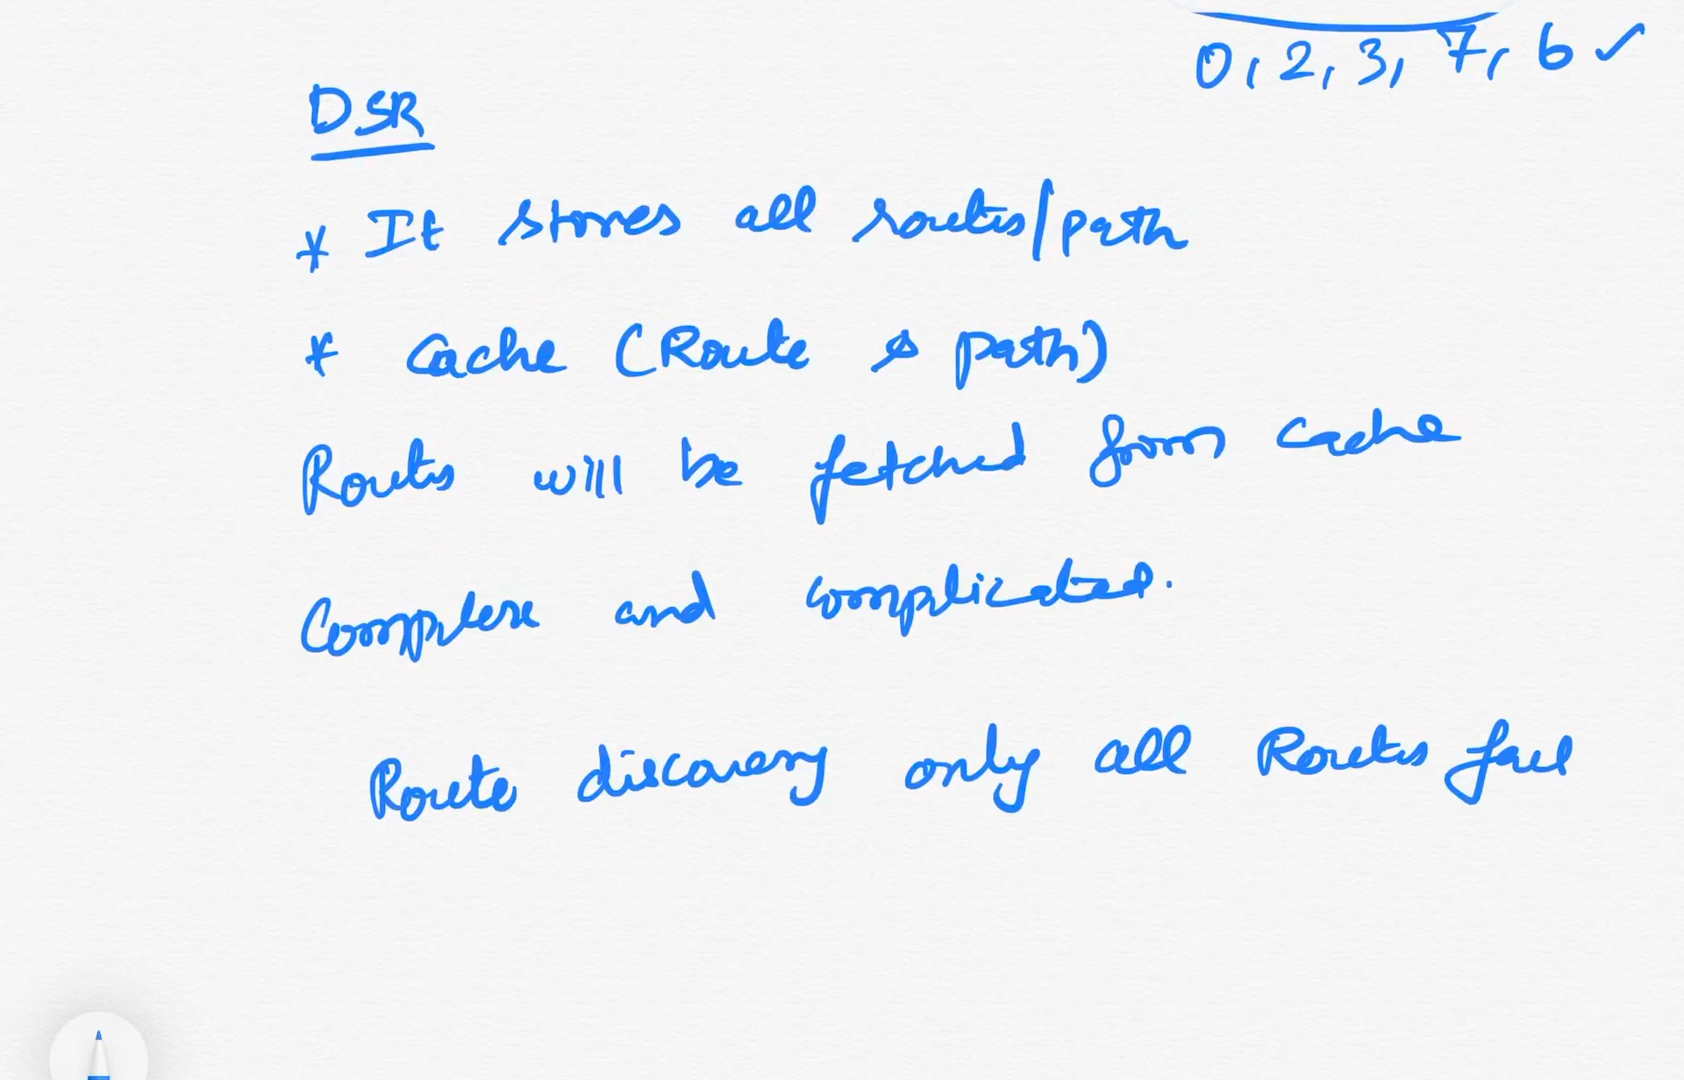 0, 2, 3, 7, 6 ✓
DSR
* It stores all routes/path
* Cache (Route & path)
Routes will be fetched from cache
Complex and complicated.
Route discovery only all Routes fail